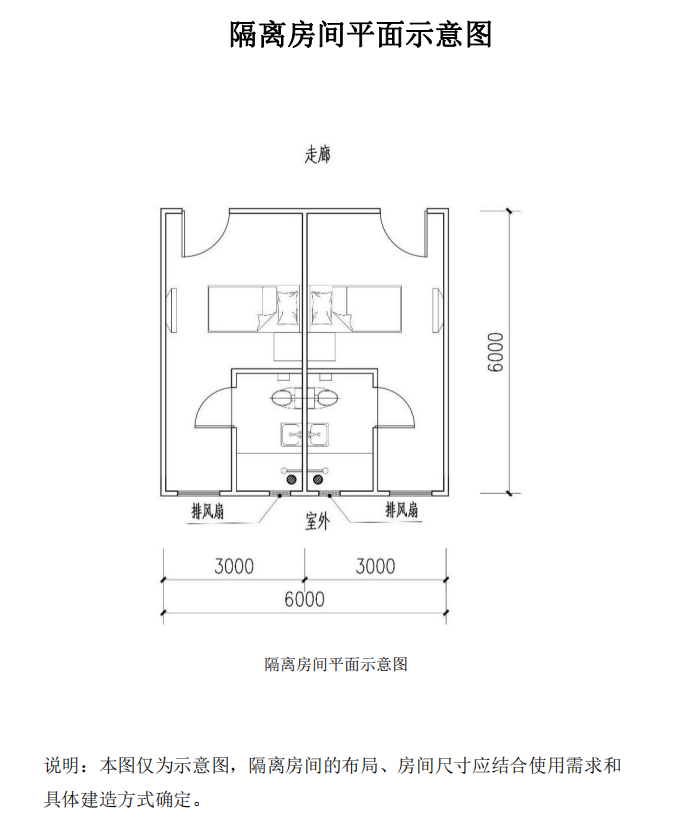 隔离房间平面示意图
走廊
6000
排风扇
室外
排风扇
3000
3000
6000
隔离房间平面示意图
说明：本图仅为示意图，隔离房间的布局、房间尺寸应结合使用需求和
具体建造方式确定。